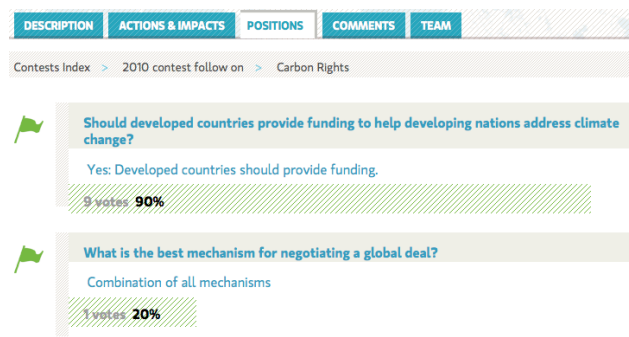 DESCRIPTION ACTIONS & IMPACTS POSITIONS COMMENTS TEAM
Contests Index > 2010 contest follow on > Carbon Rights
Should developed countries provide funding to help developing nations address climate
change?
Yes: Developed countries should provide funding.
9 votes 90%
What is the best mechanism for negotiating a global deal?
Combination of all mechanisms
1 votes 20%